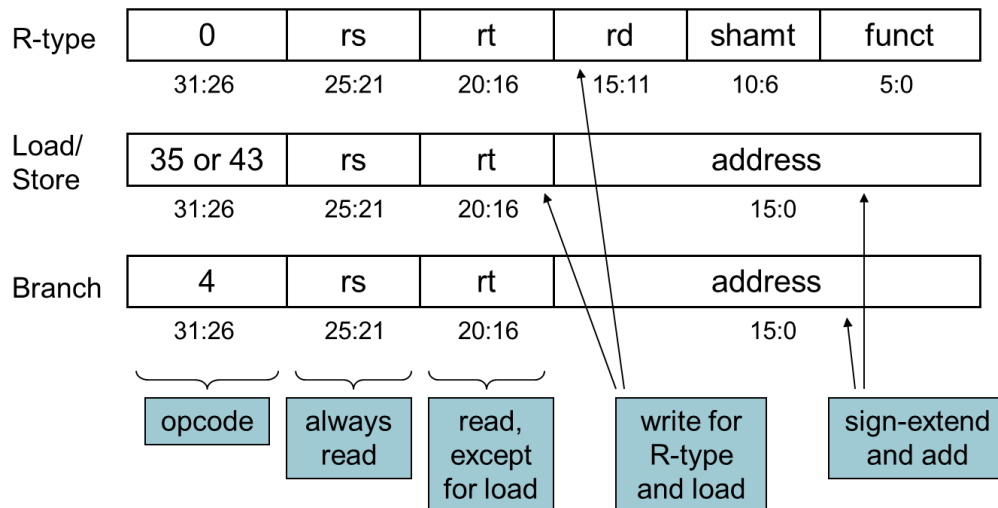 R-type 0 rs rt rd shamt funct
31:26 25:21 20:16 15:11 10:6 5:0
Load/
Store 35 or 43 rs rt address
31:26 25:21 20:16 15:0
Branch 4 rs rt address
31:26 25:21 20:16 15:0
opcode
always
read
read,
except
for load
write for
R-type
and load
sign-extend
and add